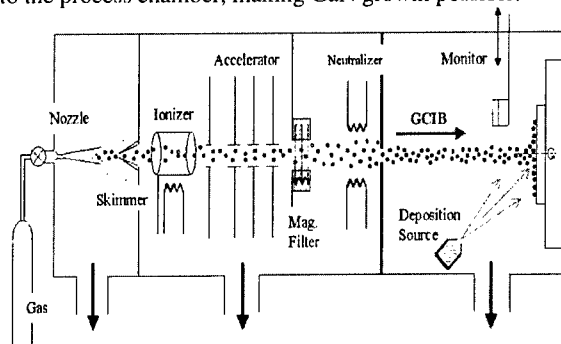 to the process chamber, making GaN growth possible.
Accelerator
Neutralizer
Monitor
Nozzle
Ionizer
GCIB
Skimmer
Mag.
Filter
Deposition
Source
Gas